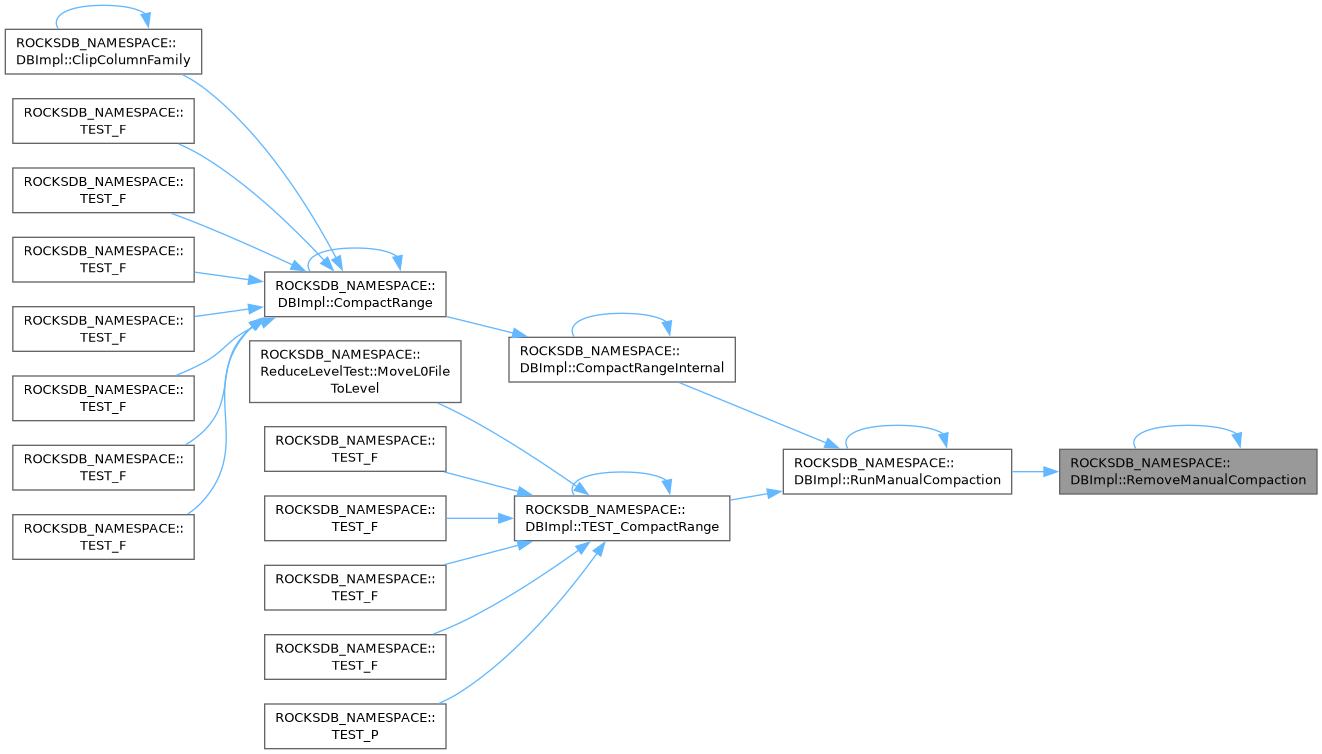 ROCKSDB_NAMESPACE::
DBImpl::ClipColumnFamily
ROCKSDB_NAMESPACE::
TEST_F
ROCKSDB_NAMESPACE::
TEST_F
ROCKSDB_NAMESPACE::
TEST_F
ROCKSDB_NAMESPACE::
TEST_F
ROCKSDB_NAMESPACE::
TEST_F
ROCKSDB_NAMESPACE::
TEST_F
ROCKSDB_NAMESPACE::
TEST_F
ROCKSDB_NAMESPACE::
DBImpl::CompactRange
ROCKSDB_NAMESPACE::
ReduceLevelTest::MoveL0File
ToLevel
ROCKSDB_NAMESPACE::
TEST_F
ROCKSDB_NAMESPACE::
TEST_F
ROCKSDB_NAMESPACE::
TEST_F
ROCKSDB_NAMESPACE::
TEST_F
ROCKSDB_NAMESPACE::
TEST_P
ROCKSDB_NAMESPACE::
DBImpl::CompactRangeInternal
ROCKSDB_NAMESPACE::
DBImpl::TEST_CompactRange
ROCKSDB_NAMESPACE::
DBImpl::RunManualCompaction
ROCKSDB_NAMESPACE::
DBImpl::RemoveManualCompaction